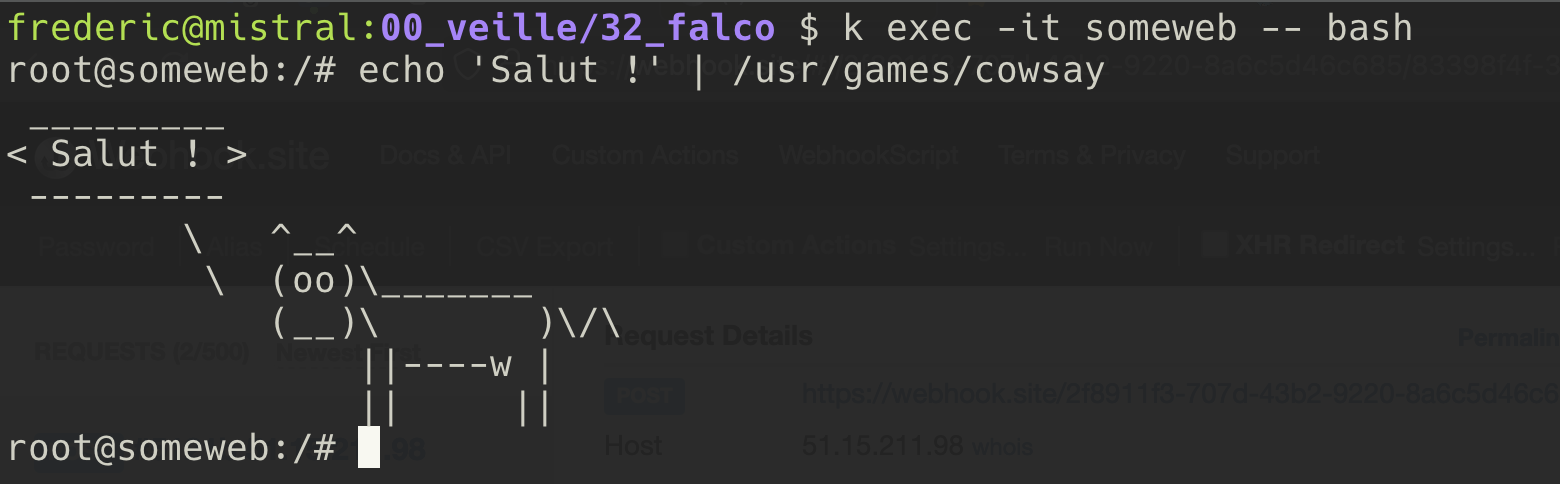 frederic@mistral:00_veille/32_falco $ k exec -it someweb -- bash
root@someweb:/# echo 'Salut !' | /usr/games/cowsay
 _________
< Salut ! >
 ---------
        \   ^__^
         \  (oo)\_______
            (__)\       )\/\
                ||----w |
                ||     ||
root@someweb:/#
webhook.site Docs & API Custom Actions WebhookScript Terms & Privacy Support
Password Alias Schedule CSV Export Custom Actions Settings... Run Now XHR Redirect Settings...
REQUESTS (2/500) Newest First
Request Details Permalin
POST https://webhook.site/2f8911f3-707d-43b2-9220-8a6c5d46c6
Host 51.15.211.98 whois